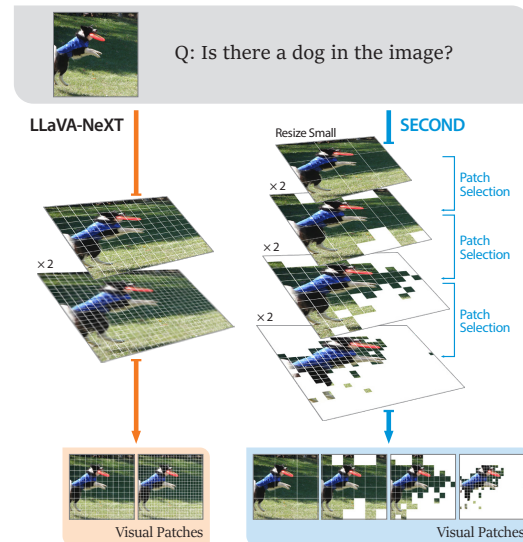 Q: Is there a dog in the image?
LLaVA-NeXT
SECOND
Resize Small
×2
Patch
Selection
×2
Patch
Selection
×2
×2
Patch
Selection
Visual Patches
Visual Patches